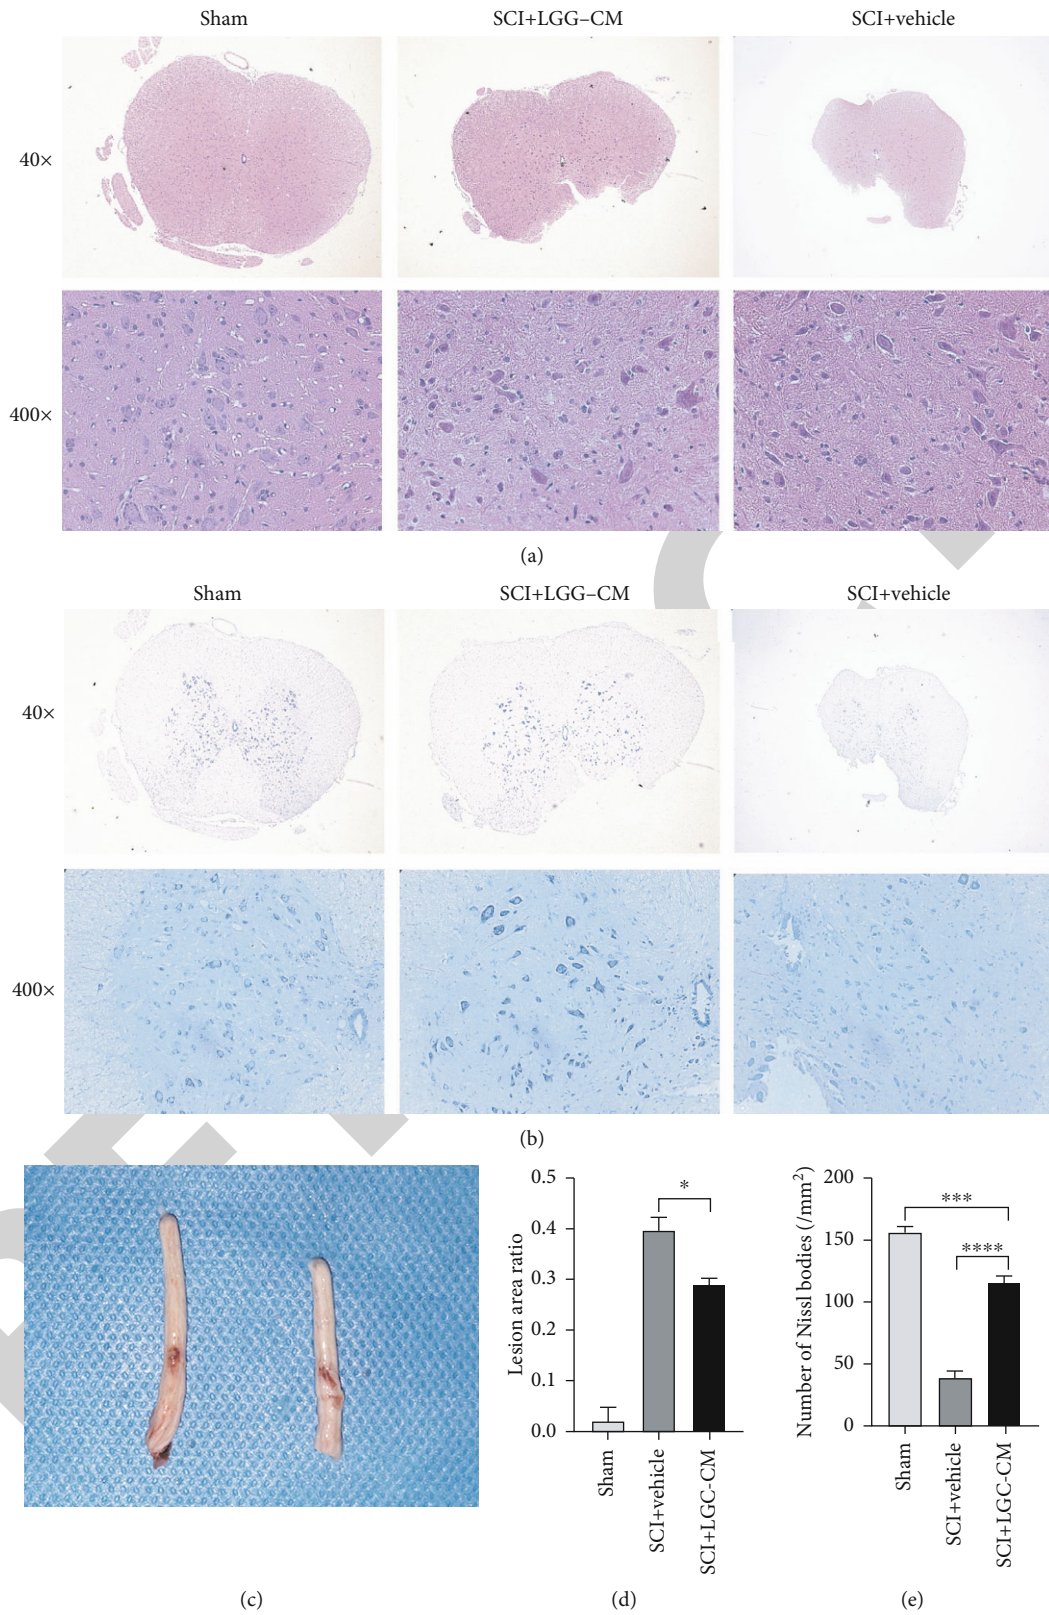 Sham SCI+LGG–CM SCI+vehicle
40×
400×
(a)
Sham SCI+LGG–CM SCI+vehicle
40×
400×
(b)
(c)
Lesion area ratio
0.5
0.4
0.3
0.2
0.1
0.0
*
Sham
SCI+vehicle
SCI+LGC-CM
(d)
Number of Nissl bodies (/mm²)
200
150
100
50
0
***
****
Sham
SCI+vehicle
SCI+LGC-CM
(e)